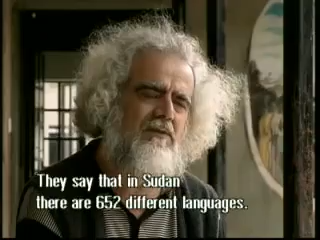 They say that in Sudan
there are 652 different languages.